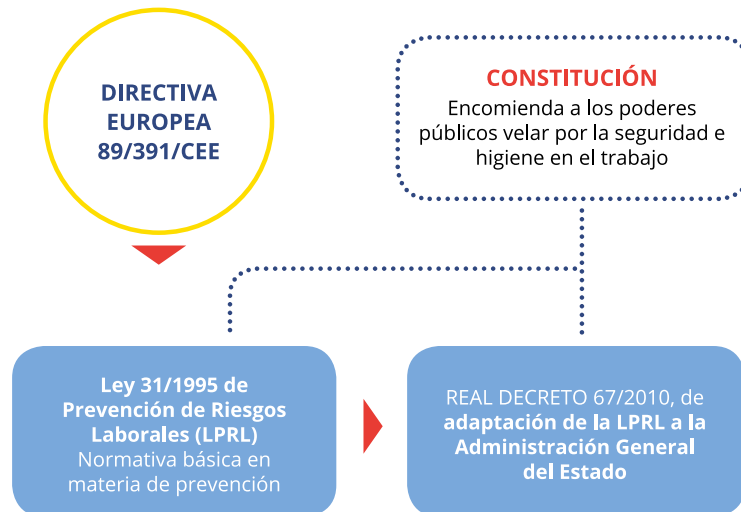 DIRECTIVA
EUROPEA
89/391/CEE
CONSTITUCIÓN
Encomienda a los poderes
públicos velar por la seguridad e
higiene en el trabajo
Ley 31/1995 de
Prevención de Riesgos
Laborales (LPRL)
Normativa básica en
materia de prevención
REAL DECRETO 67/2010, de
adaptación de la LPRL a la
Administración General
del Estado